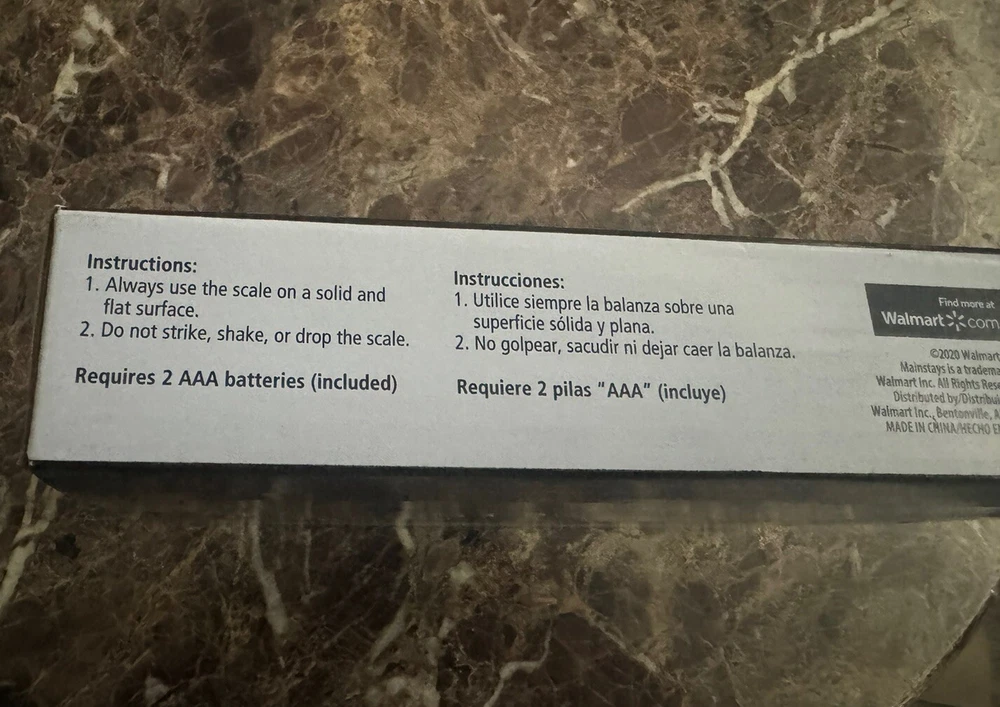 Instructions:
1. Always use the scale on a solid and
flat surface.
2. Do not strike, shake, or drop the scale.
Requires 2 AAA batteries (included)
Instrucciones:
1. Utilice siempre la balanza sobre una
superficie sólida y plana.
2. No golpear, sacudir ni dejar caer la balanza.
Requiere 2 pilas "AAA" (incluye)
Find more at
Walmart com
©2020 Walmart
Mainstays is a
Walmart Inc. All Rights
Distributed by/
Walmart Inc., Bentonville,
MADE IN CHINA/HECHO